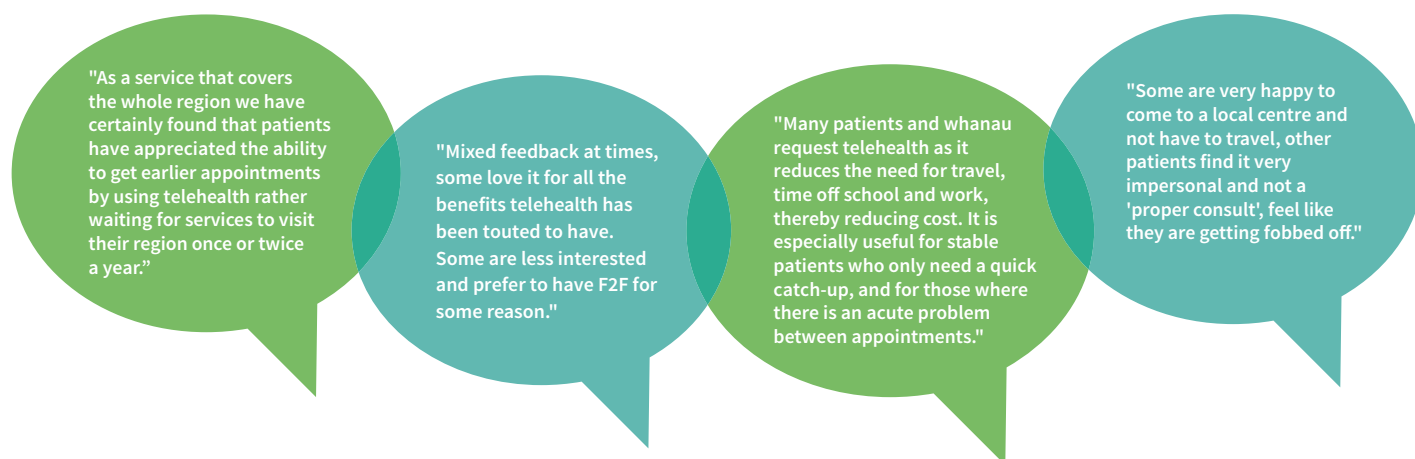 "As a service that covers
the whole region we have
certainly found that patients
have appreciated the ability
to get earlier appointments
by using telehealth rather
waiting for services to visit
their region once or twice
a year.”
"Mixed feedback at times,
some love it for all the
benefits telehealth has
been touted to have.
Some are less interested
and prefer to have F2F for
some reason."
"Many patients and whanau
request telehealth as it
reduces the need for travel,
time off school and work,
thereby reducing cost. It is
especially useful for stable
patients who only need a quick
catch-up, and for those where
there is an acute problem
between appointments."
"Some are very happy to
come to a local centre and
not have to travel, other
patients find it very
impersonal and not a
'proper consult', feel like
they are getting fobbed off."